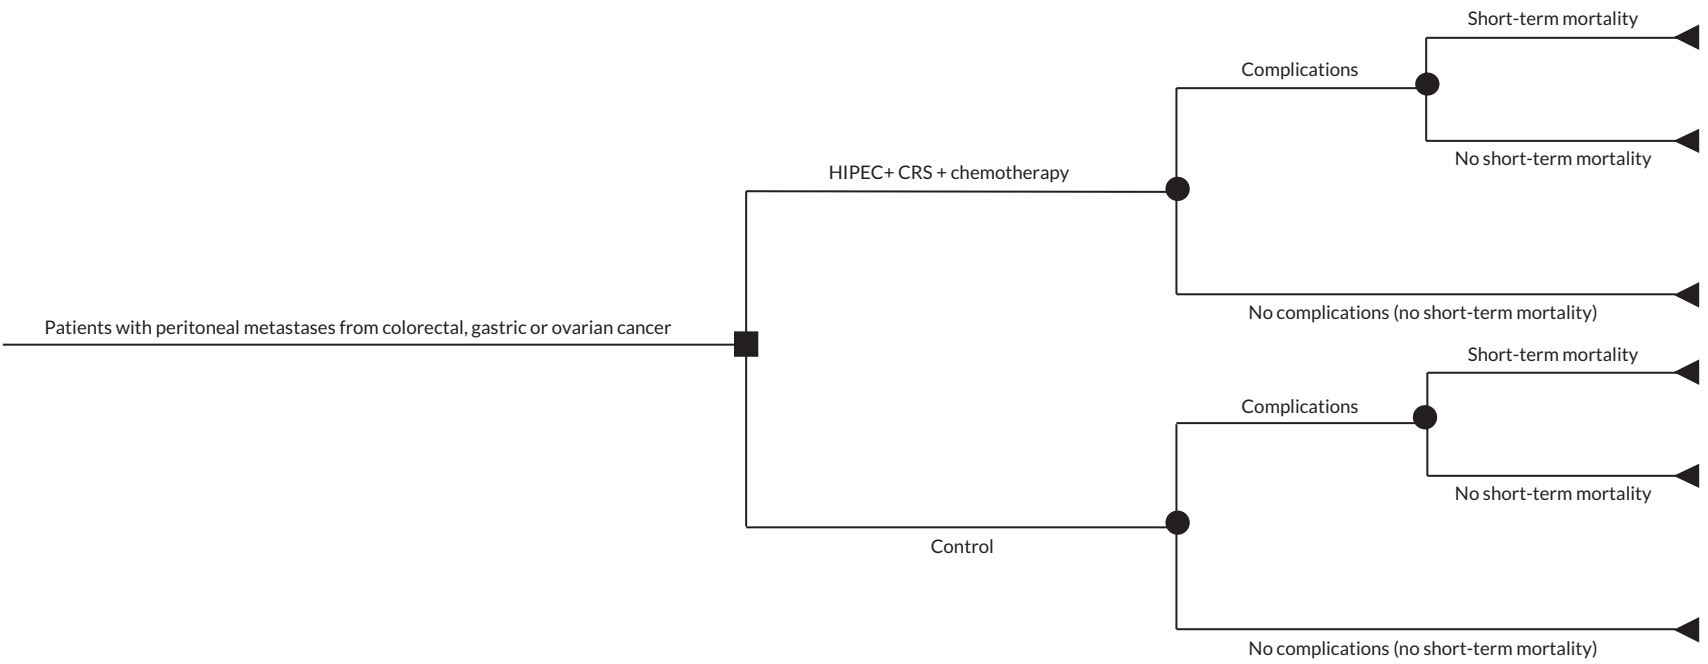 Short-term mortality
Complications
No short-term mortality
HIPEC+ CRS + chemotherapy
No complications (no short-term mortality)
Patients with peritoneal metastases from colorectal, gastric or ovarian cancer
Short-term mortality
Complications
No short-term mortality
Control
No complications (no short-term mortality)